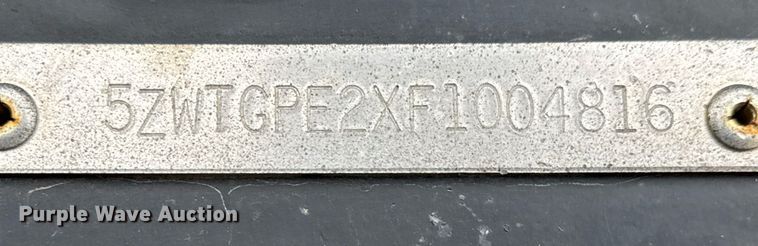 5ZWTGPE2XF1004816
Purple Wave Auction